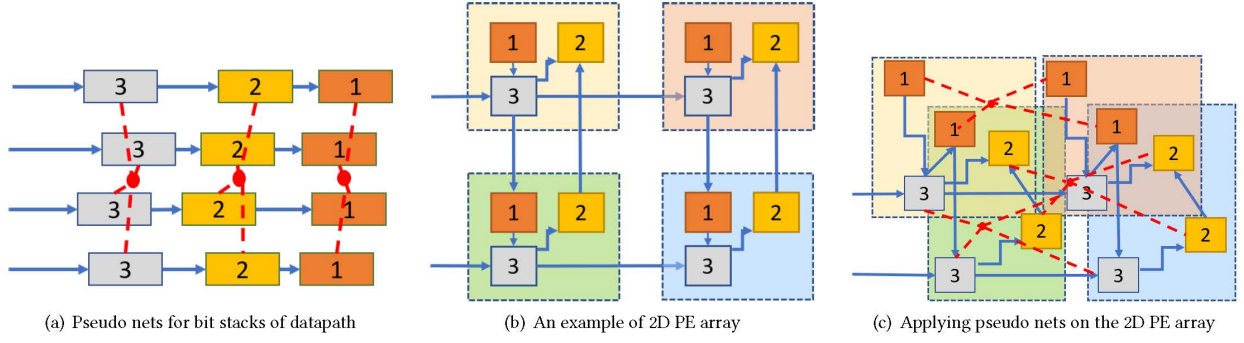 3 2 1
3 2 1
3 2 1
3 2 1
(a) Pseudo nets for bit stacks of datapath
1 2 1 2
3 3
1 2 1 2
3 3
(b) An example of 2D PE array
1 1
1 2 1 2
3 3
2 2
3 3
(c) Applying pseudo nets on the 2D PE array